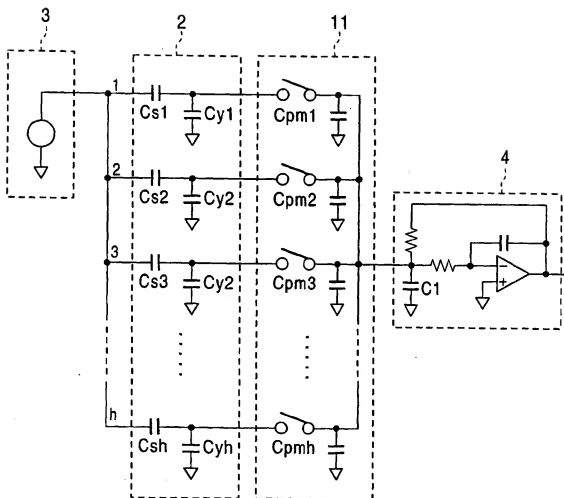 3 2 11
1 Cs1 Cy1 Cpm1
2 Cs2 Cy2 Cpm2
4
3 Cs3 Cy2 Cpm3
C1
- +
h Csh Cyh Cpmh